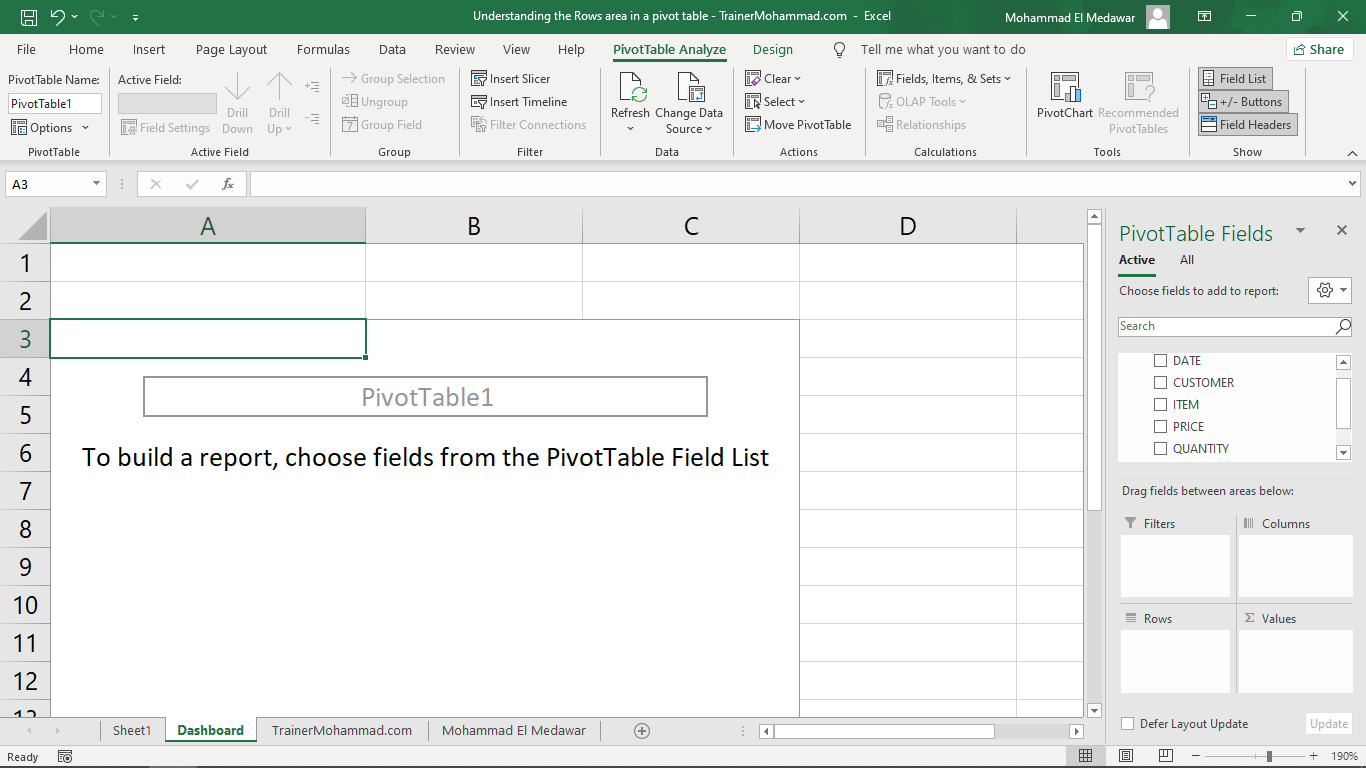 Understanding the Rows area in a pivot table - TrainerMohammad.com - Excel
Mohammad El Medawar
File Home Insert Page Layout Formulas Data Review View Help PivotTable Analyze Design Tell me what you want to do Share
PivotTable Name:
PivotTable1
Options
PivotTable
Active Field:
Field Settings
Drill Down
Drill Up
Active Field
Group Selection
Ungroup
Group Field
Group
Insert Slicer
Insert Timeline
Filter Connections
Filter
Refresh
Change Data Source
Data
Clear
Select
Move PivotTable
Actions
Fields, Items, & Sets
OLAP Tools
Relationships
Calculations
PivotChart
Recommended PivotTables
Tools
Field List
+/- Buttons
Field Headers
Show
A3
fx
A B C D
1
2
3
4
5
6
7
8
9
10
11
12
13
PivotTable1
To build a report, choose fields from the PivotTable Field List
PivotTable Fields
Active All
Choose fields to add to report:
Search
DATE
CUSTOMER
ITEM
PRICE
QUANTITY
Drag fields between areas below:
Filters
Columns
Rows
Σ Values
Defer Layout Update
Update
Sheet1 Dashboard TrainerMohammad.com Mohammad El Medawar
Ready
190%